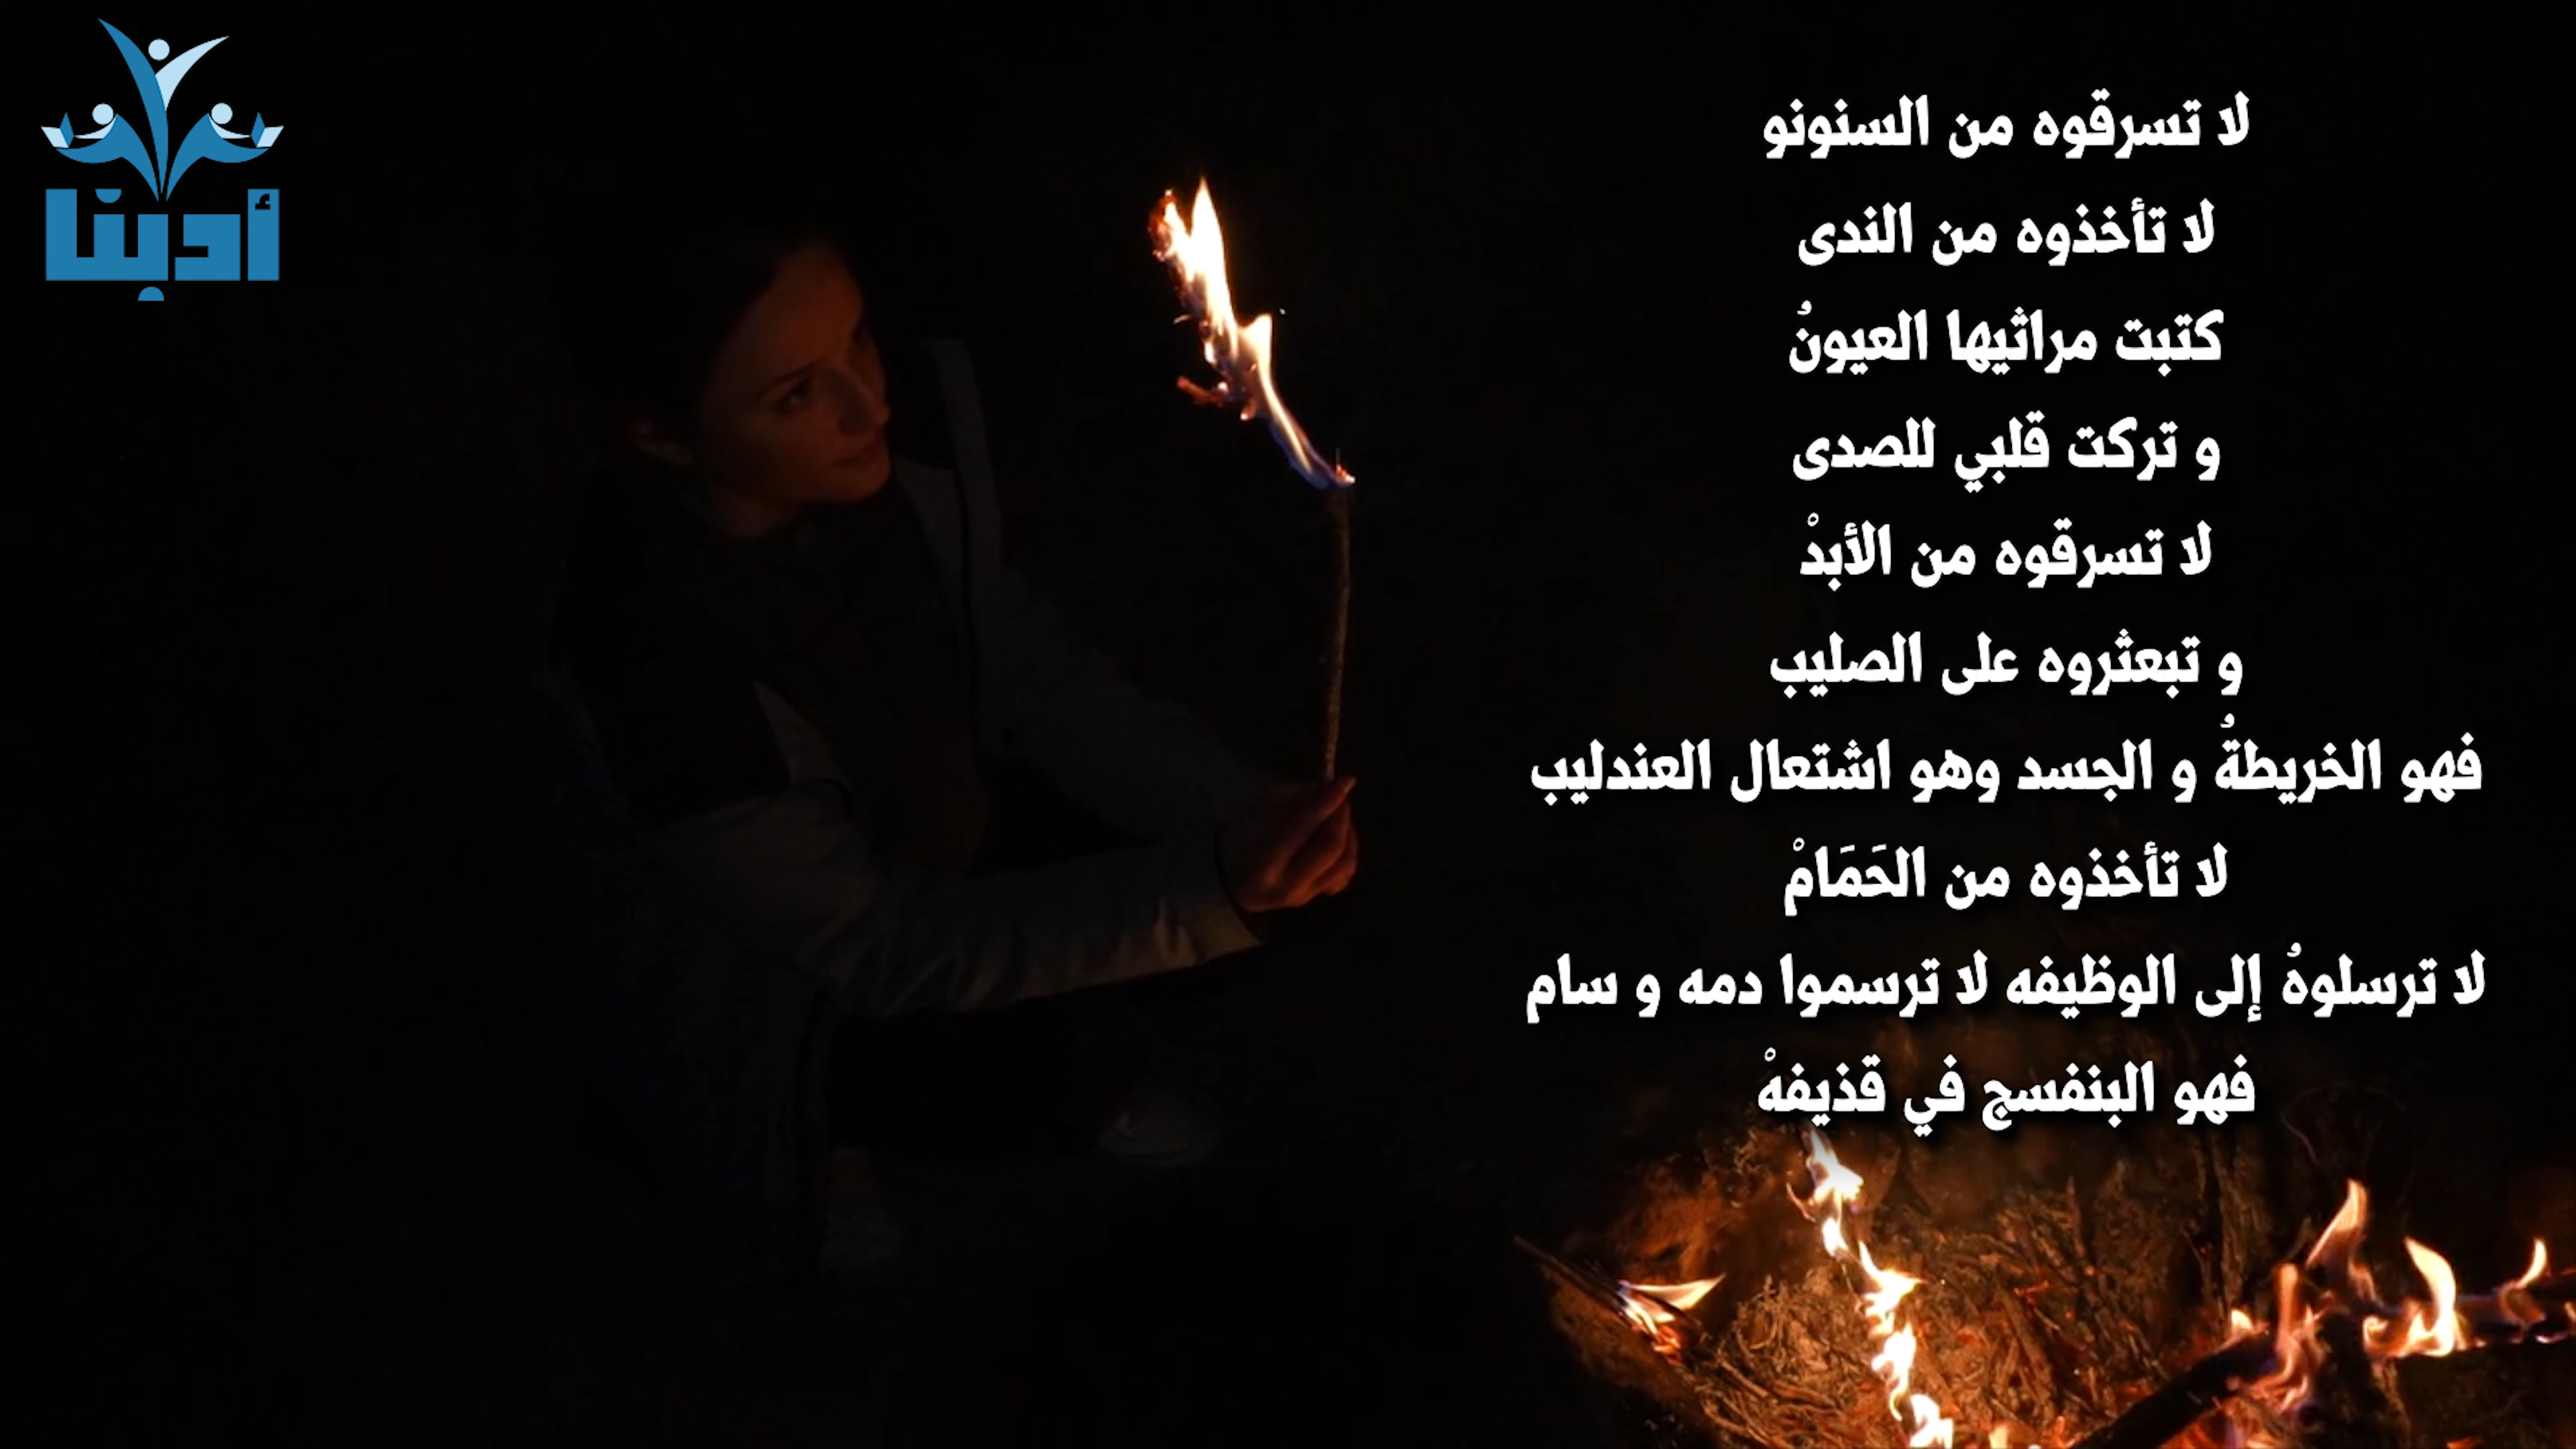 أدبنا
لا تسرقوه من السنونو
لا تأخذوه من الندى
كتبت مراثيها العيونُ
و تركت قلبي للصدى
لا تسرقوه من الأبدْ
و تبعثروه على الصليب
فهو الخريطةُ و الجسد وهو اشتعال العندليب
لا تأخذوه من الحَمَامْ
لا ترسلوهُ إلى الوظيفه لا ترسموا دمه و سام
فهو البنفسج في قذيفهْ